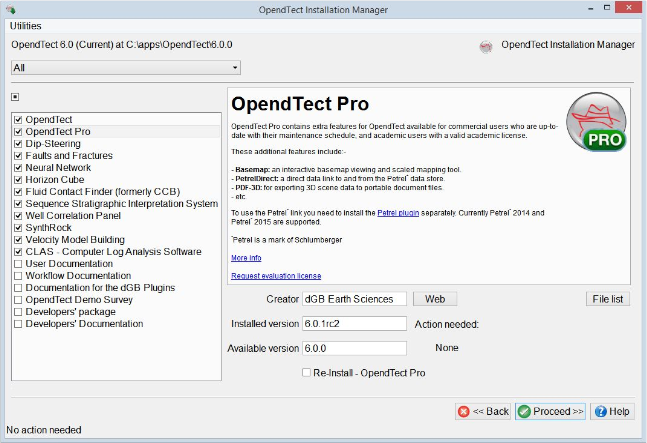 OpendTect Installation Manager
Utilities
OpendTect 6.0 (Current) at C:\apps\OpendTect\6.0.0
OpendTect Installation Manager
All
OpendTect
OpendTect Pro
Dip-Steering
Faults and Fractures
Neural Network
Horizon Cube
Fluid Contact Finder (formerly CCB)
Sequence Stratigraphic Interpretation System
Well Correlation Panel
SynthRock
Velocity Model Building
CLAS - Computer Log Analysis Software
User Documentation
Workflow Documentation
Documentation for the dGB Plugins
OpendTect Demo Survey
Developers' package
Developers' Documentation
OpendTect Pro
OpendTect Pro contains extra features for OpendTect available for commercial users who are up-to-
date with their maintenance schedule, and academic users with a valid academic license.
These additional features include:-
- Basemap: an interactive basemap viewing and scaled mapping tool.
- PetrelDirect: a direct data link to and from the Petrel* data store.
- PDF-3D: for exporting 3D scene data to portable document files.
- etc
To use the Petrel* link you need to install the Petrel plugin separately. Currently Petrel* 2014 and
Petrel* 2015 are supported.
*Petrel is a mark of Schlumberger
More info
Request evaluation license
PRO
Creator dGB Earth Sciences Web File list
Installed version 6.0.1rc2 Action needed:
Available version 6.0.0 None
Re-Install - OpendTect Pro
<< Back Proceed >> Help
No action needed